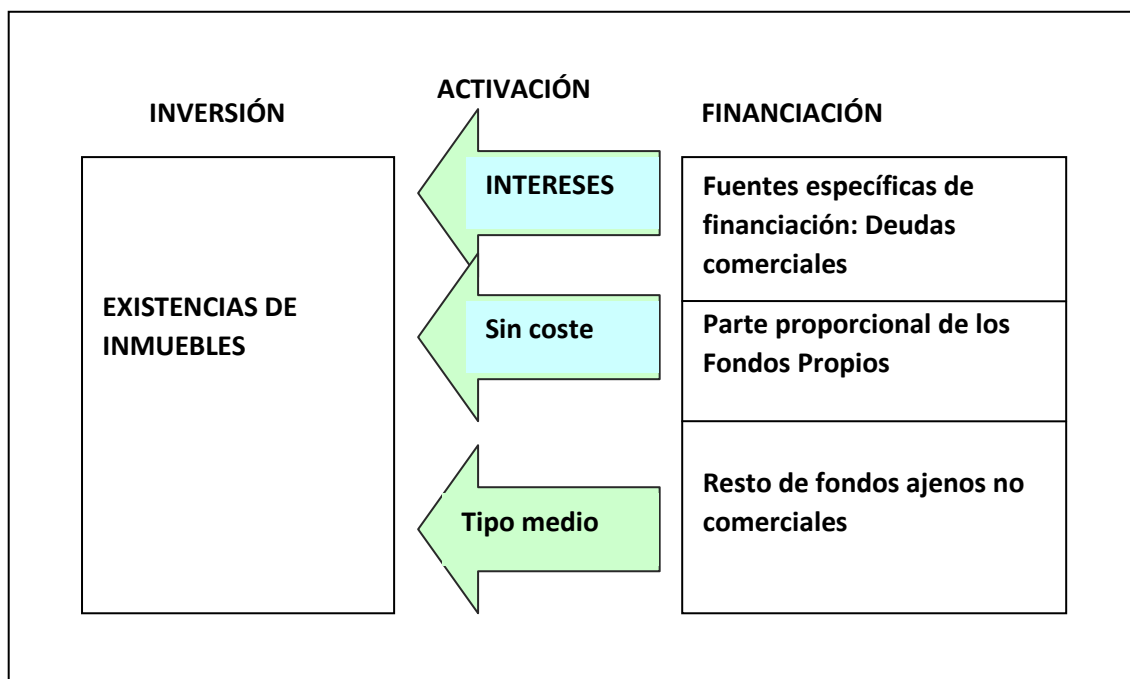 ACTIVACIÓN
INVERSIÓN
FINANCIACIÓN
INTERESES
Fuentes específicas de
financiación: Deudas
comerciales
EXISTENCIAS DE
INMUEBLES
Sin coste
Parte proporcional de los
Fondos Propios
Tipo medio
Resto de fondos ajenos no
comerciales